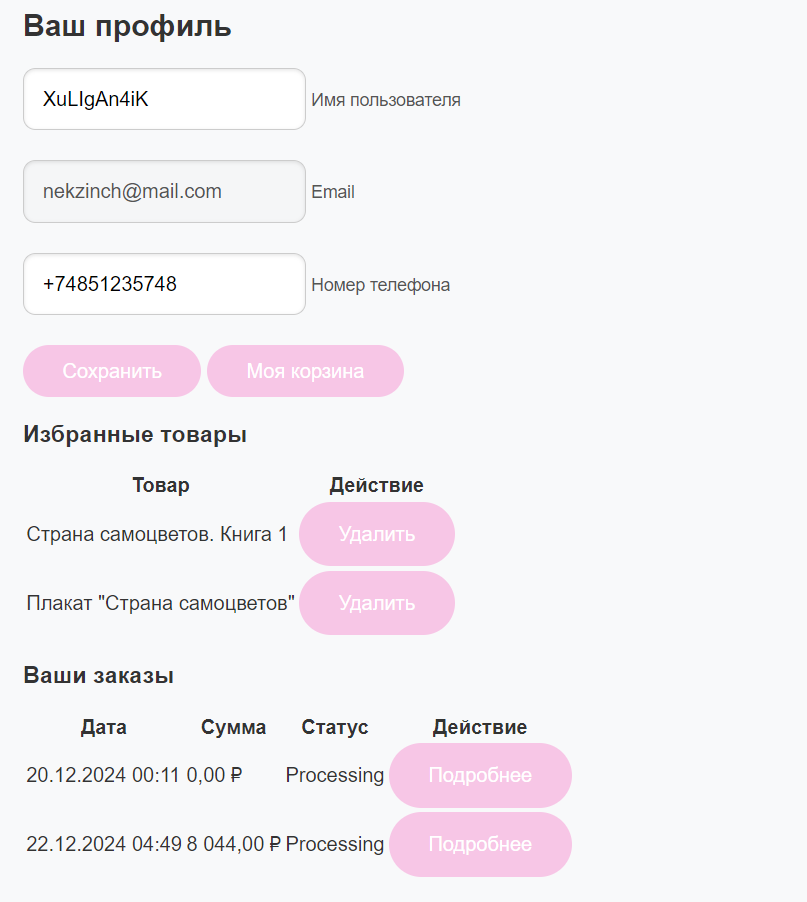 Ваш профиль
XuLIgAn4iK Имя пользователя
nekzinch@mail.com Email
+74851235748 Номер телефона
Сохранить Моя корзина
Избранные товары
Товар Действие
Страна самоцветов. Книга 1 Удалить
Плакат "Страна самоцветов" Удалить
Ваши заказы
Дата Сумма Статус Действие
20.12.2024 00:11 0,00 ₽ Processing Подробнее
22.12.2024 04:49 8 044,00 ₽ Processing Подробнее